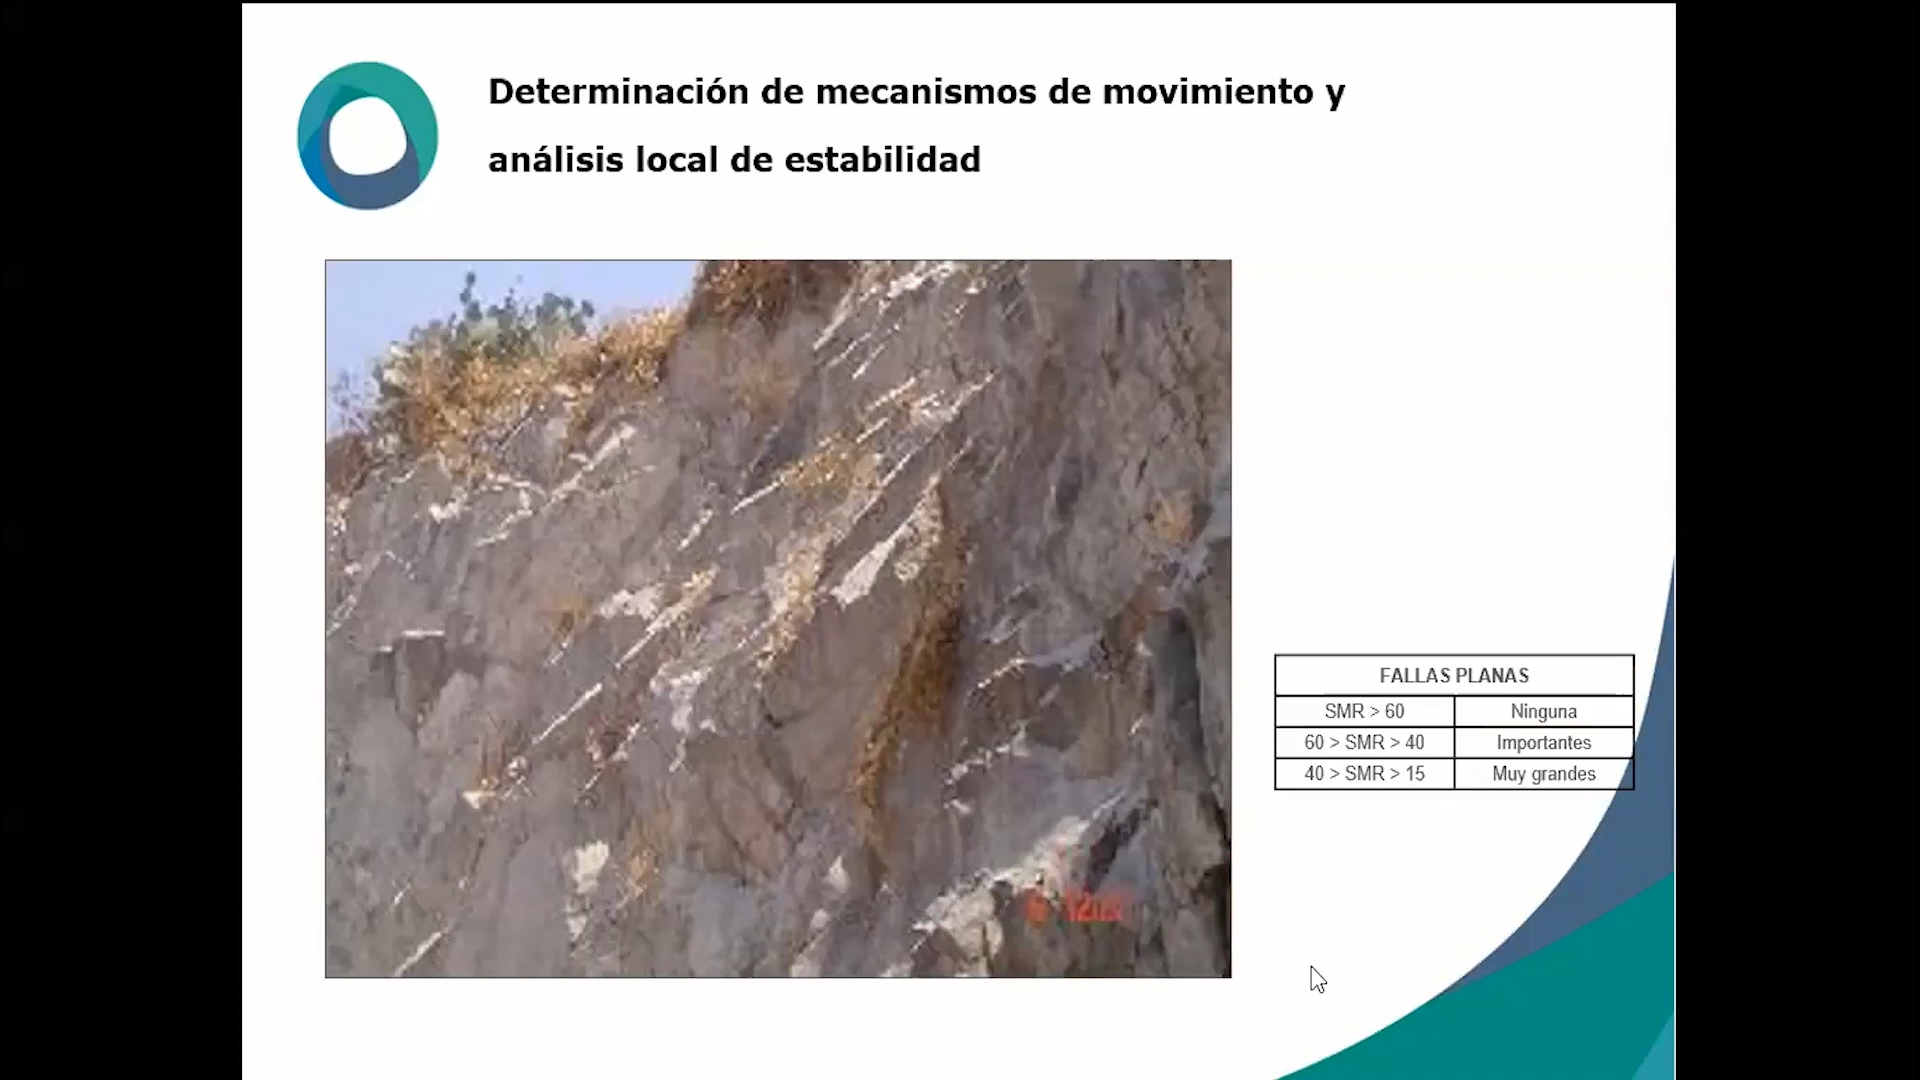 Determinación de mecanismos de movimiento y
análisis local de estabilidad
FALLAS PLANAS
SMR > 60 Ninguna
60 > SMR > 40 Importantes
40 > SMR > 15 Muy grandes